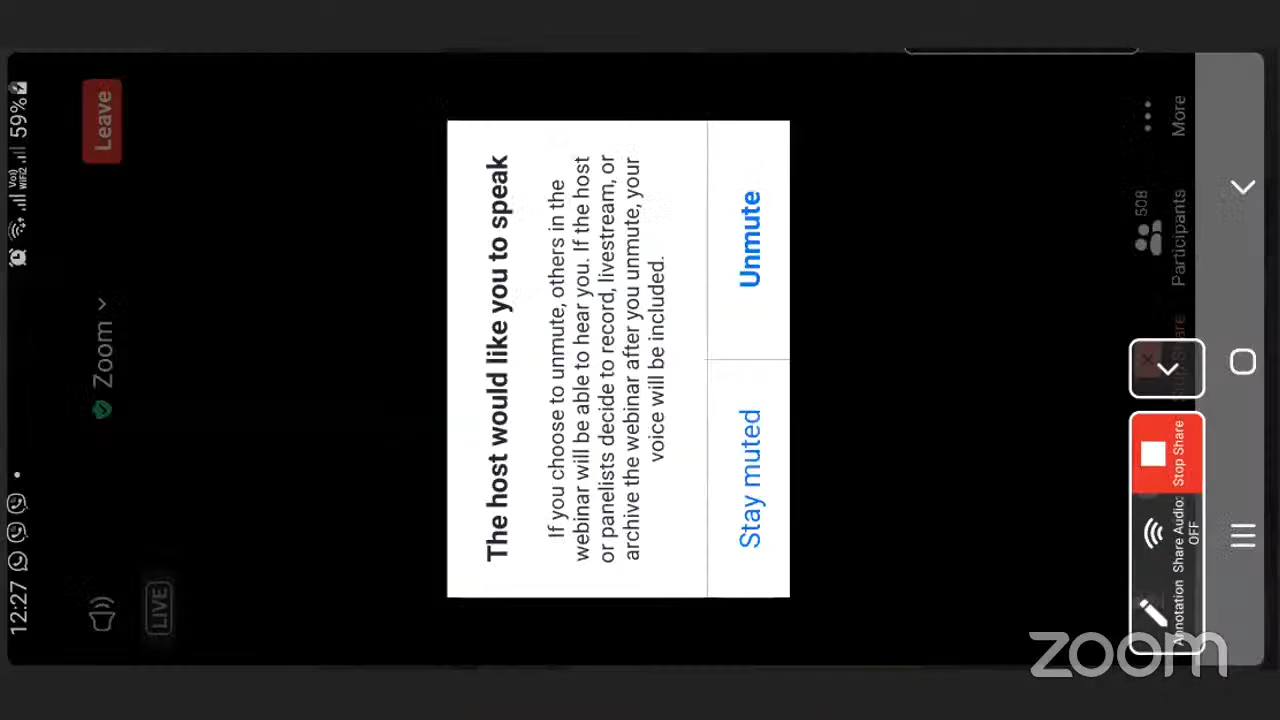 12:27
Vo))
WiFi2
59%
Zoom
Leave
LIVE
The host would like you to speak
If you choose to unmute, others in the
webinar will be able to hear you. If the host
or panelists decide to record, livestream, or
archive the webinar after you unmute, your
voice will be included.
Stay muted
Unmute
Annotation
Share Audio:
OFF
Stop Share
508
Participants
More
zoom